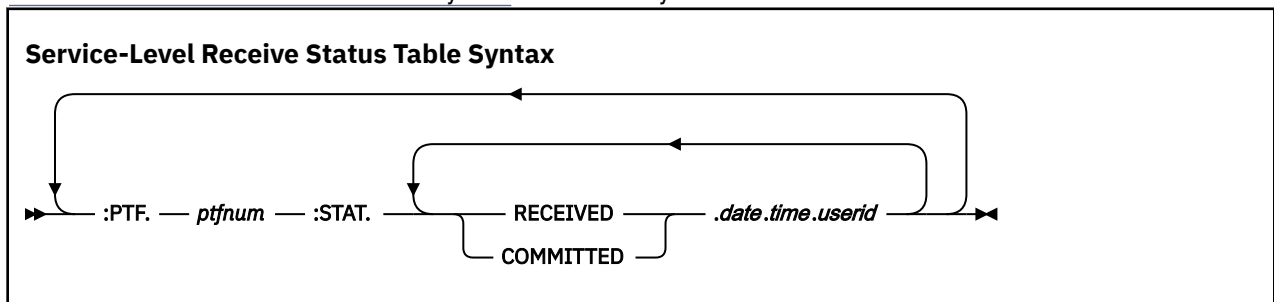 Service-Level Receive Status Table Syntax
:PTF. ptfnum :STAT. RECEIVED .date.time.userid
COMMITTED